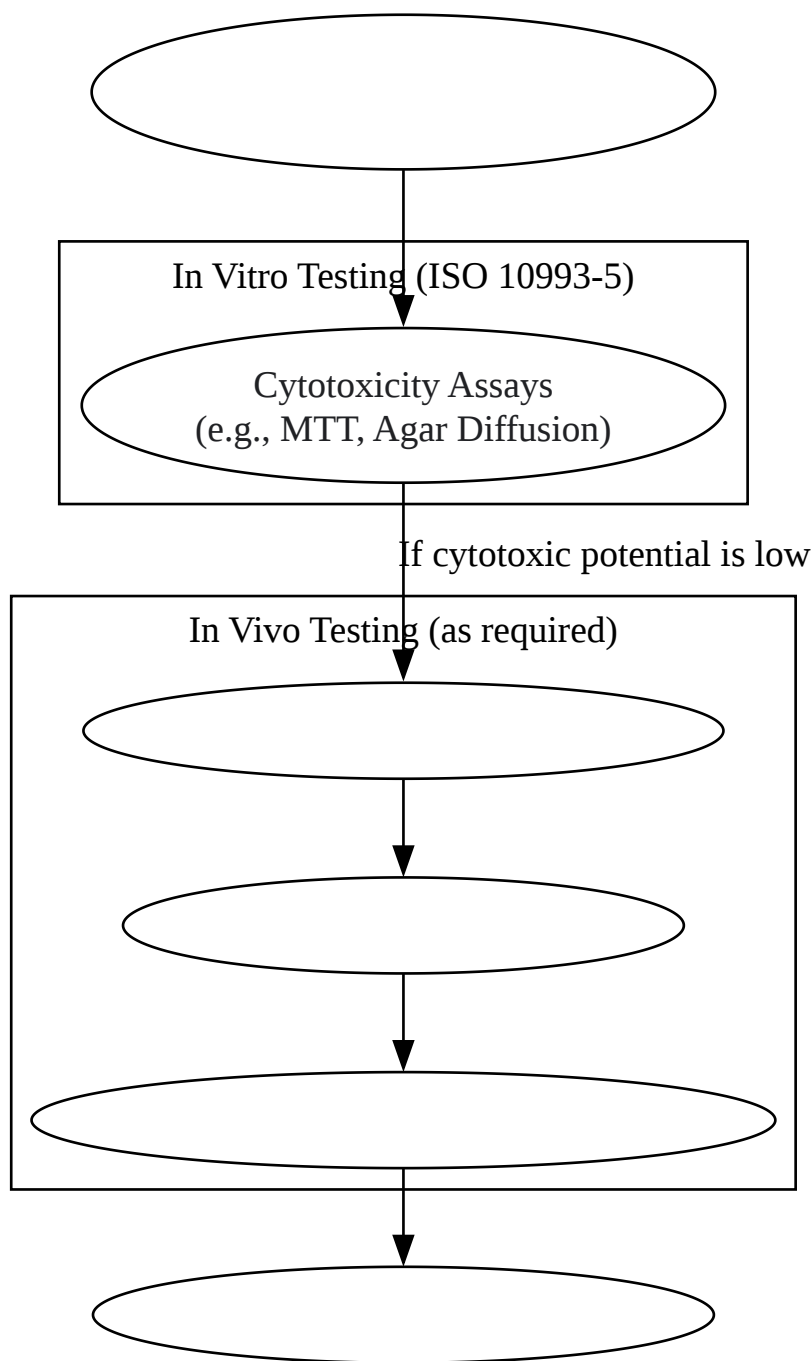 In Vitro Testing (ISO 10993-5)
Cytotoxicity Assays
(e.g., MTT, Agar Diffusion)
If cytotoxic potential is low
In Vivo Testing (as required)